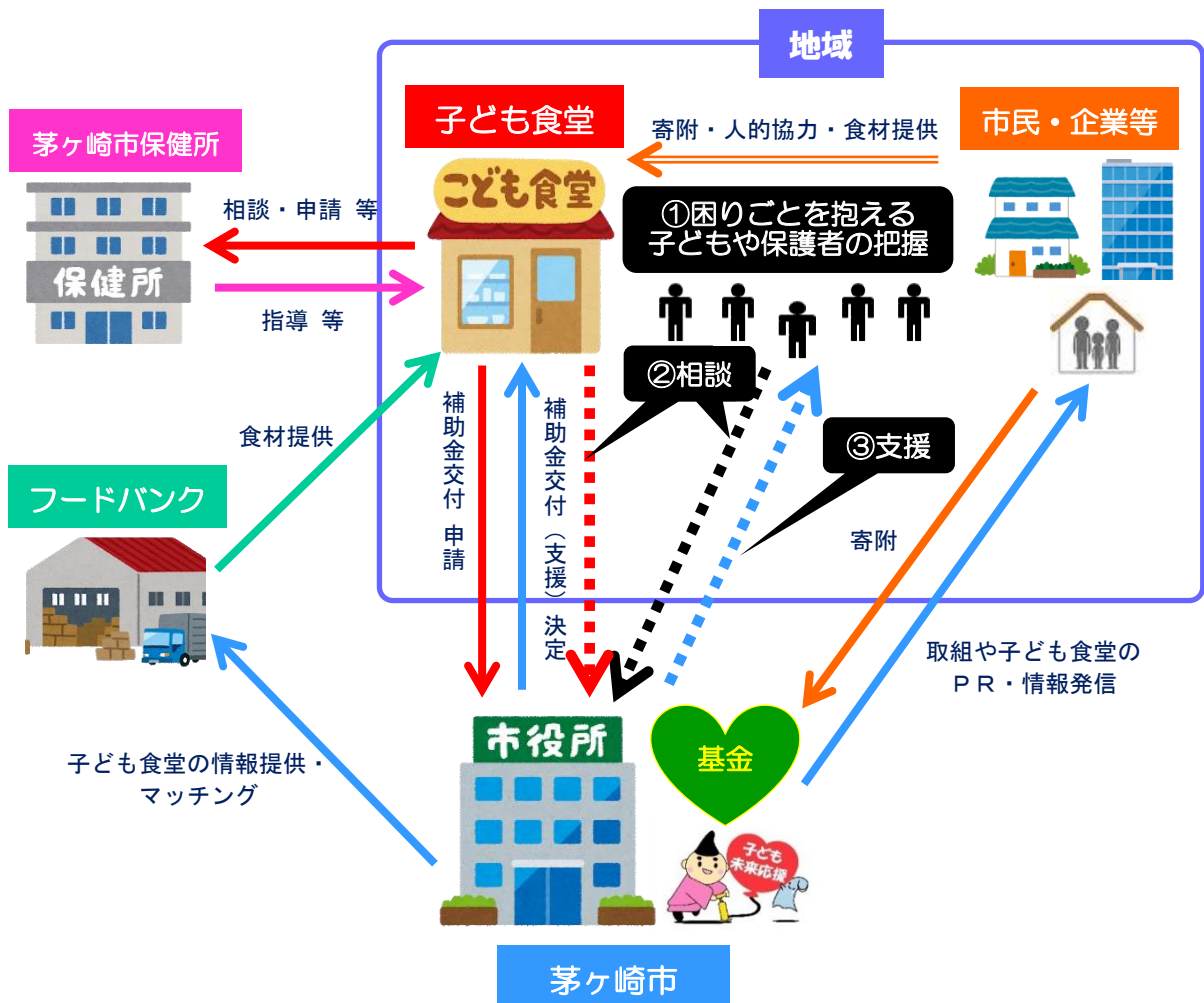 地域
子ども食堂
市民・企業等
茅ヶ崎市保健所
寄附・人的協力・食材提供
こども食堂
相談・申請 等
①困りごとを抱える
子どもや保護者の把握
保健所
指導 等
②相談
補助金交付 申請
補助金交付（支援）決定
食材提供
③支援
フードバンク
寄附
取組や子ども食堂の
ＰＲ・情報発信
市役所
基金
子ども食堂の情報提供・
マッチング
子ども
未来応援
茅ヶ崎市